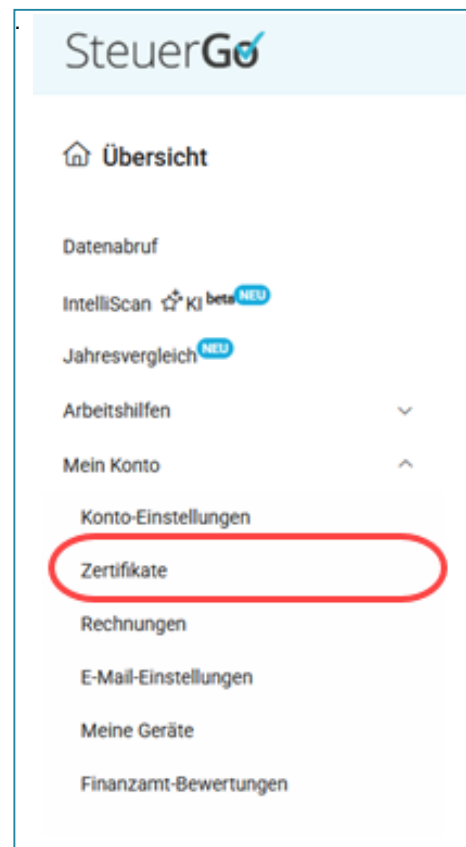 SteuerGo
Übersicht
Datenabruf
IntelliScan KI beta NEU
Jahresvergleich NEU
Arbeitshilfen
Mein Konto
Konto-Einstellungen
Zertifikate
Rechnungen
E-Mail-Einstellungen
Meine Geräte
Finanzamt-Bewertungen